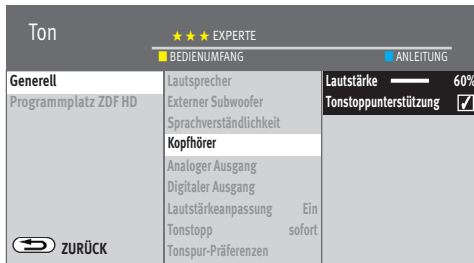 Ton
★ ★ ★ EXPERTE
BEDIENUMFANG
ANLEITUNG
Generell
Programmplatz ZDF HD
Lautsprecher
Externer Subwoofer
Sprachverständlichkeit
Kopfhörer
Analoger Ausgang
Digitaler Ausgang
Lautstärkeanpassung Ein
Tonstopp sofort
Tonspur-Präferenzen
Lautstärke 60%
Tonstoppunterstützung
ZURÜCK